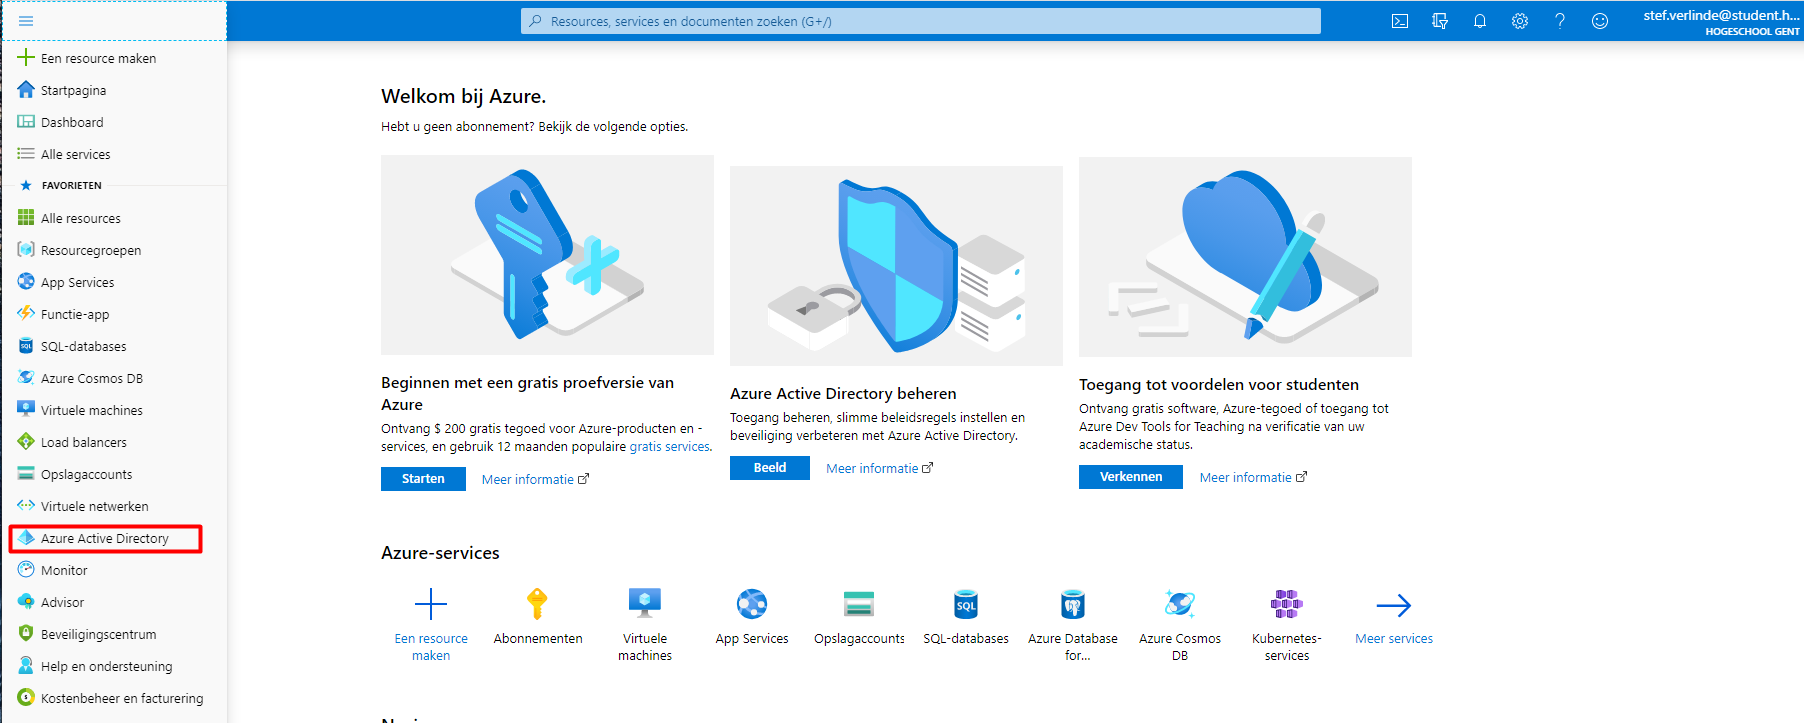 Resources, services en documenten zoeken (G+/)
stef.verlinde@student.h...
HOGESCHOOL GENT
Een resource maken
Startpagina
Dashboard
Alle services
FAVORIETEN
Alle resources
Resourcegroepen
App Services
Functie-app
SQL-databases
Azure Cosmos DB
Virtuele machines
Load balancers
Opslagaccounts
Virtuele netwerken
Azure Active Directory
Monitor
Advisor
Beveiligingscentrum
Help en ondersteuning
Kostenbeheer en facturering
Welkom bij Azure.
Hebt u geen abonnement? Bekijk de volgende opties.
Beginnen met een gratis proefversie van
Azure
Ontvang $ 200 gratis tegoed voor Azure-producten en -
services, en gebruik 12 maanden populaire gratis services.
Starten
Meer informatie
Azure Active Directory beheren
Toegang beheren, slimme beleidsregels instellen en
beveiliging verbeteren met Azure Active Directory.
Beeld
Meer informatie
Toegang tot voordelen voor studenten
Ontvang gratis software, Azure-tegoed of toegang tot
Azure Dev Tools for Teaching na verificatie van uw
academische status.
Verkennen
Meer informatie
Azure-services
Een resource
maken
Abonnementen
Virtuele
machines
App Services
Opslagaccounts
SQL
SQL-databases
Azure Database
for...
Azure Cosmos
DB
Kubernetes-
services
Meer services